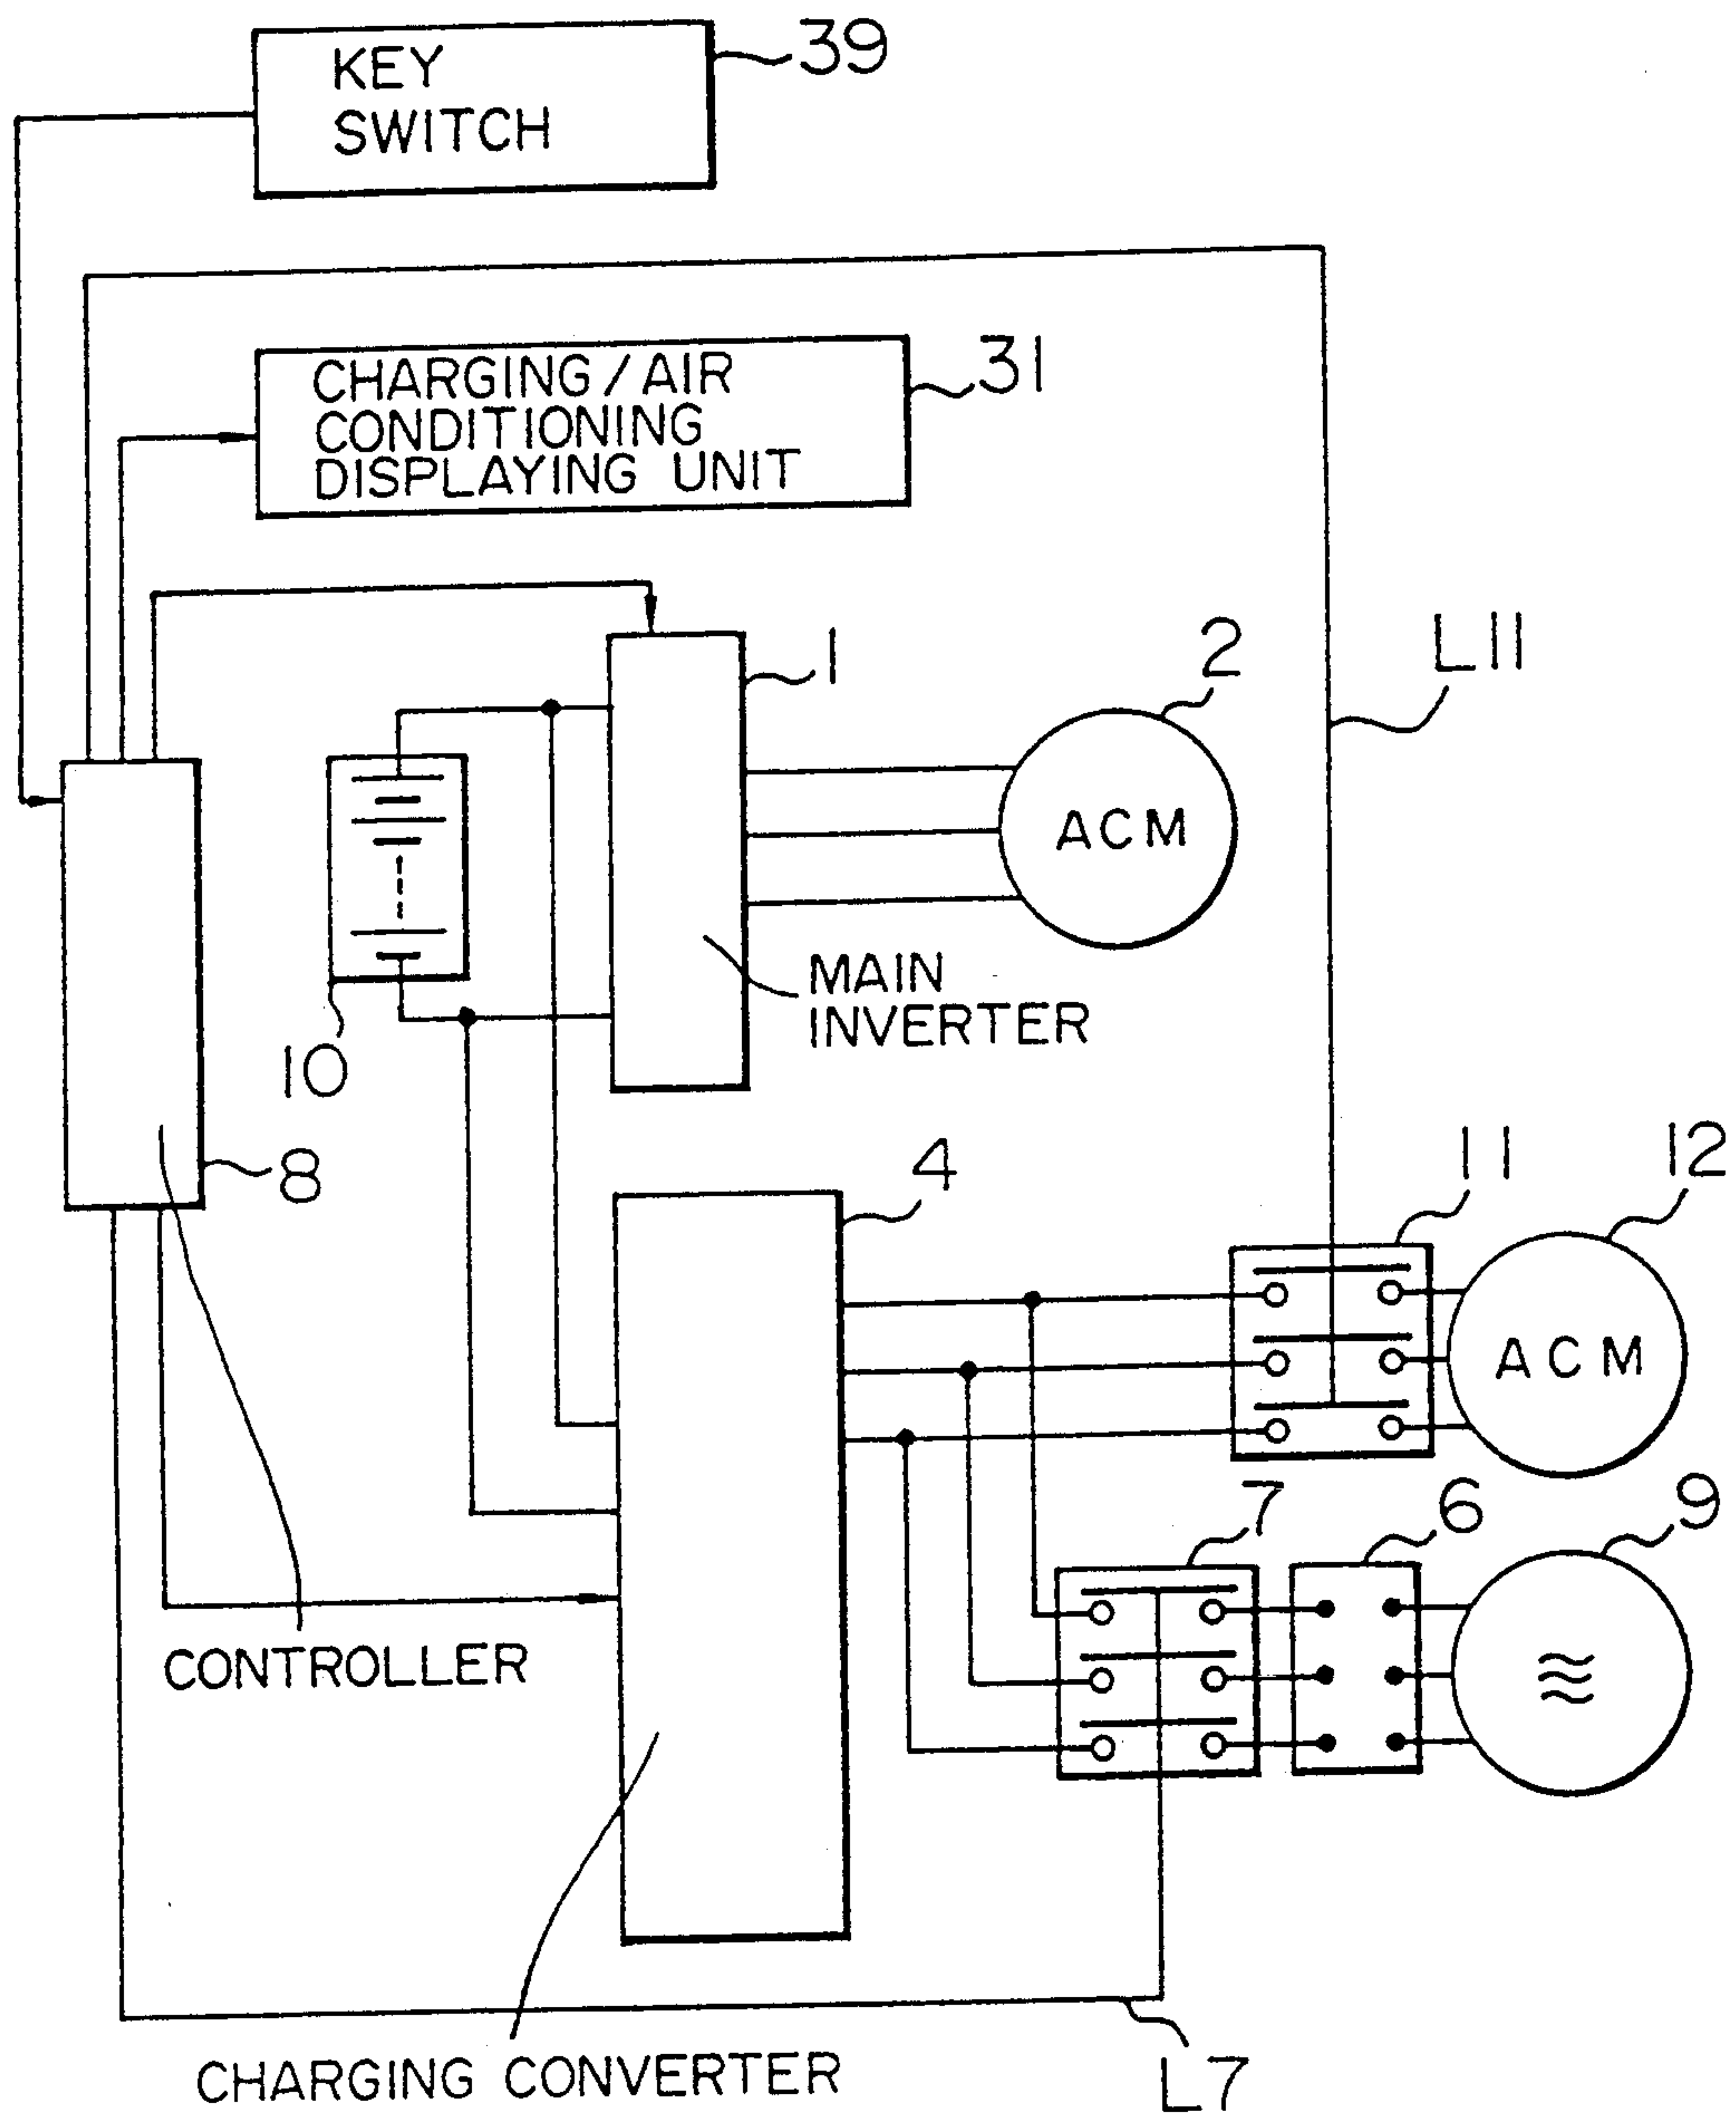 KEY
SWITCH
39
CHARGING/AIR
CONDITIONING
DISPLAYING UNIT
31
1
2
L11
ACM
MAIN
INVERTER
10
8
4
11
12
ACM
7
6
9
CONTROLLER
CHARGING CONVERTER
L7